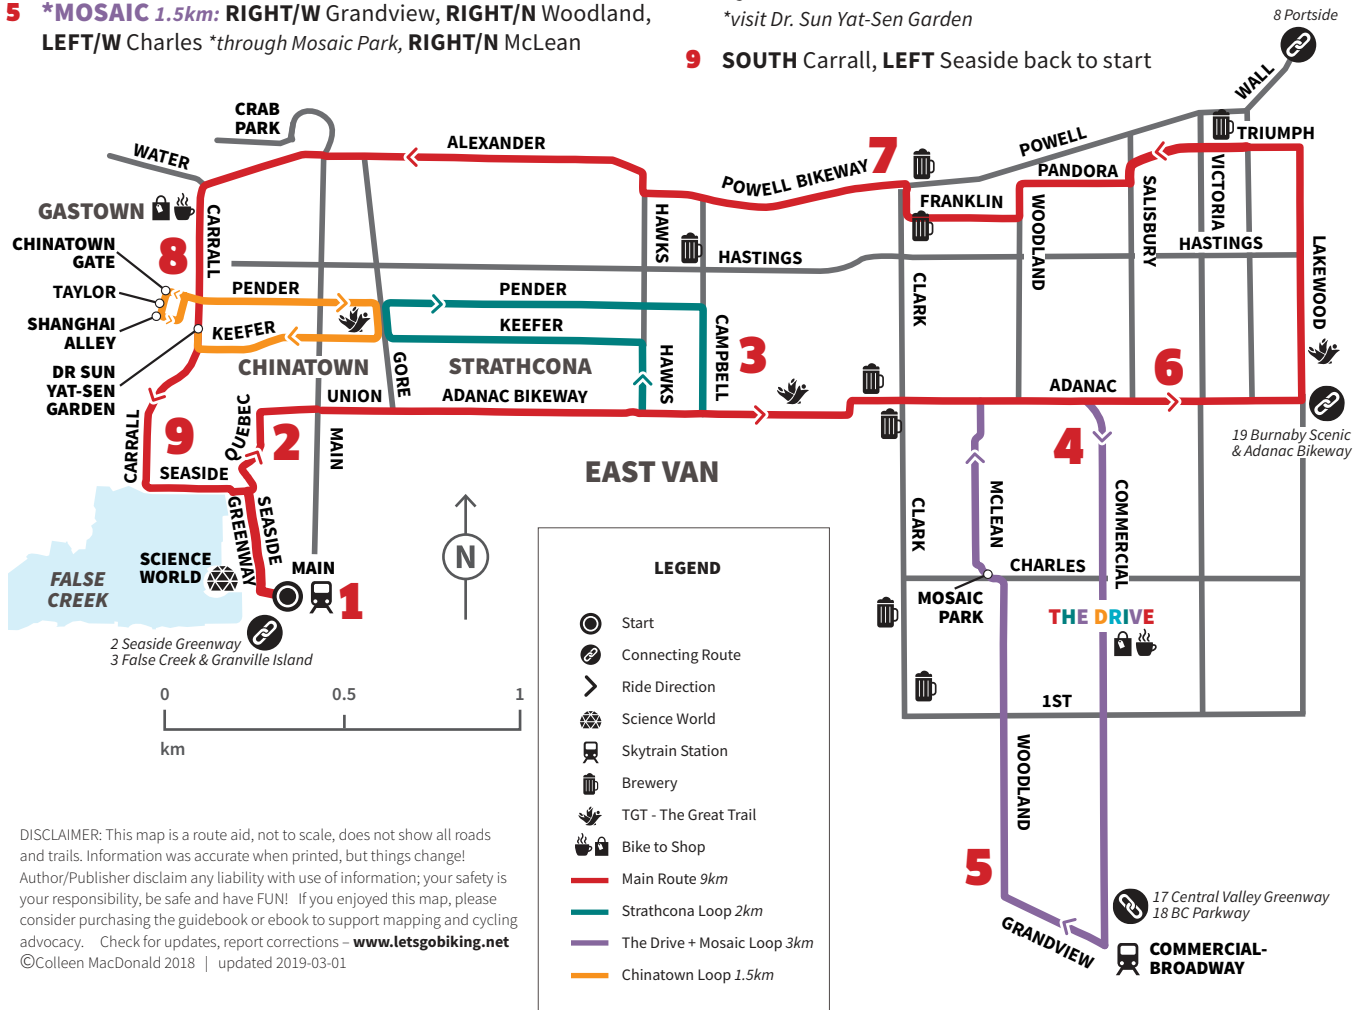 5 *MOSAIC 1.5km: RIGHT/W Grandview, RIGHT/N Woodland,
LEFT/W Charles *through Mosaic Park, RIGHT/N McLean
*visit Dr. Sun Yat-Sen Garden
9 SOUTH Carrall, LEFT Seaside back to start
8 Portside
WALL
CRAB
PARK
WATER
ALEXANDER
POWELL
TRIUMPH
7
POWELL BIKEWAY
PANDORA
FRANKLIN
WOODLAND
SALISBURY
VICTORIA
GASTOWN
CARRALL
HAWKS
HASTINGS
HASTINGS
LAKEWOOD
CHINATOWN
GATE
8
TAYLOR
SHANGHAI
ALLEY
PENDER
PENDER
KEEFER
KEEFER
CLARK
DR SUN
YAT-SEN
GARDEN
CHINATOWN
GORE
STRATHCONA
HAWKS
CAMPBELL
3
UNION
ADANAC BIKEWAY
ADANAC
6
CARRALL
9
QUEBEC
2
MAIN
SEASIDE
4
19 Burnaby Scenic
& Adanac Bikeway
EAST VAN
SEASIDE
GREENWAY
N
CLARK
MCLEAN
COMMERCIAL
SCIENCE
WORLD
MAIN
1
FALSE
CREEK
CHARLES
MOSAIC
PARK
THE DRIVE
2 Seaside Greenway
3 False Creek & Granville Island
0 0.5 1
km
1ST
WOODLAND
5
GRANDVIEW
17 Central Valley Greenway
18 BC Parkway
COMMERCIAL-
BROADWAY
LEGEND
Start
Connecting Route
Ride Direction
Science World
Skytrain Station
Brewery
TGT - The Great Trail
Bike to Shop
Main Route 9km
Strathcona Loop 2km
The Drive + Mosaic Loop 3km
Chinatown Loop 1.5km
DISCLAIMER: This map is a route aid, not to scale, does not show all roads
and trails. Information was accurate when printed, but things change!
Author/Publisher disclaim any liability with use of information; your safety is
your responsibility, be safe and have FUN! If you enjoyed this map, please
consider purchasing the guidebook or ebook to support mapping and cycling
advocacy. Check for updates, report corrections – www.letsgobiking.net
©Colleen MacDonald 2018 | updated 2019-03-01